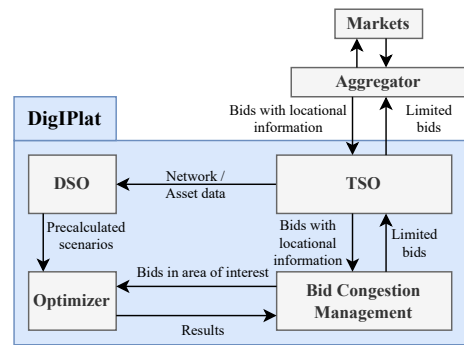 Markets
Aggregator
Bids with locational
information
Limited
bids
DigIPlat
DSO
Network /
Asset data
TSO
Precalculated
scenarios
Bids with
locational
information
Limited
bids
Bids in area of interest
Optimizer
Bid Congestion
Management
Results